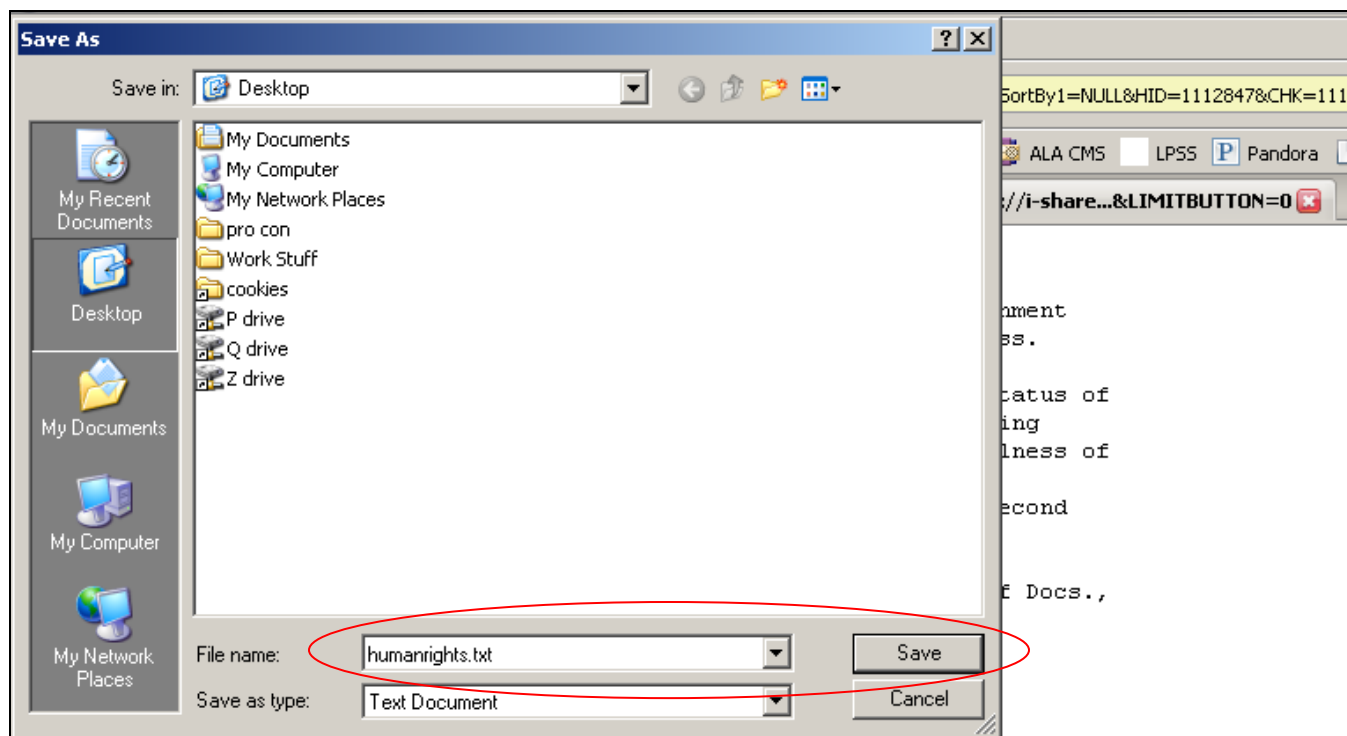 Save As
Save in:
Desktop
My Recent
Documents
Desktop
My Documents
My Computer
My Network
Places
My Documents
My Computer
My Network Places
pro con
Work Stuff
cookies
P drive
Q drive
Z drive
File name:
humanrights.txt
Save
Save as type:
Text Document
Cancel
SortBy1=NULL&HID=1112847&CHK=111
ALA CMS LPSS Pandora
://i-share...&LIMITBUTTON=0
nment
ss.
tatus of
ing
lness of
econd
f Docs.,